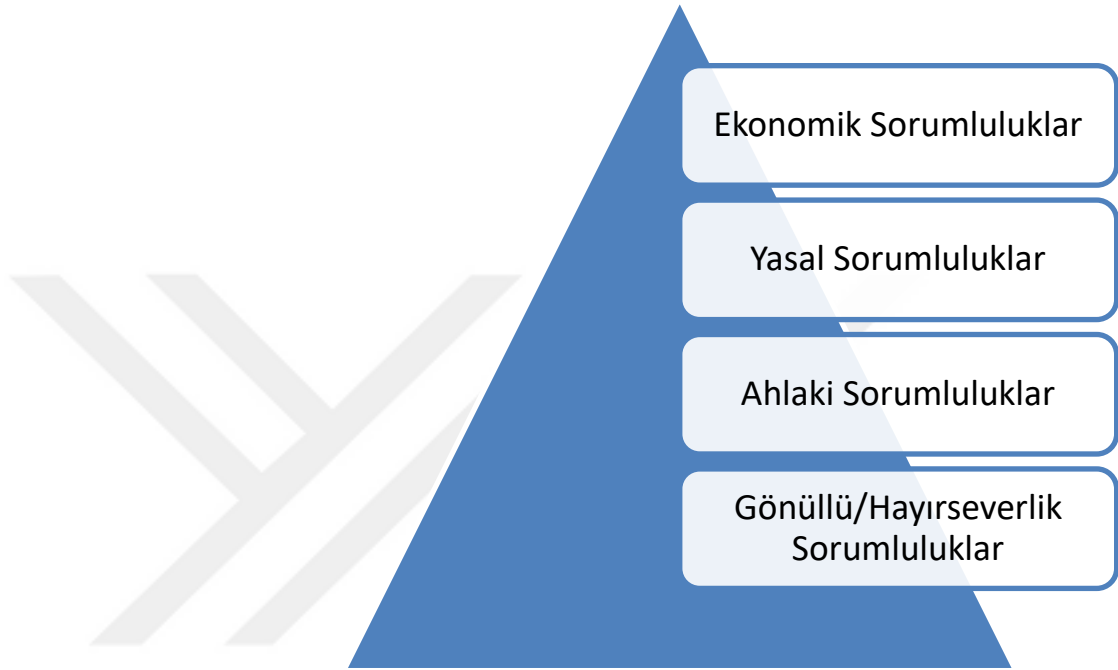 Ekonomik Sorumluluklar
Yasal Sorumluluklar
Ahlaki Sorumluluklar
Gönüllü/Hayırseverlik
Sorumluluklar